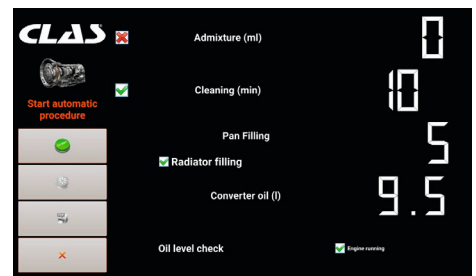 CLAS
Admixture (ml)
0
Cleaning (min)
10
Start automatic
procedure
Pan Filling
5
Radiator filling
Converter oil (l)
9.5
Oil level check
Engine running